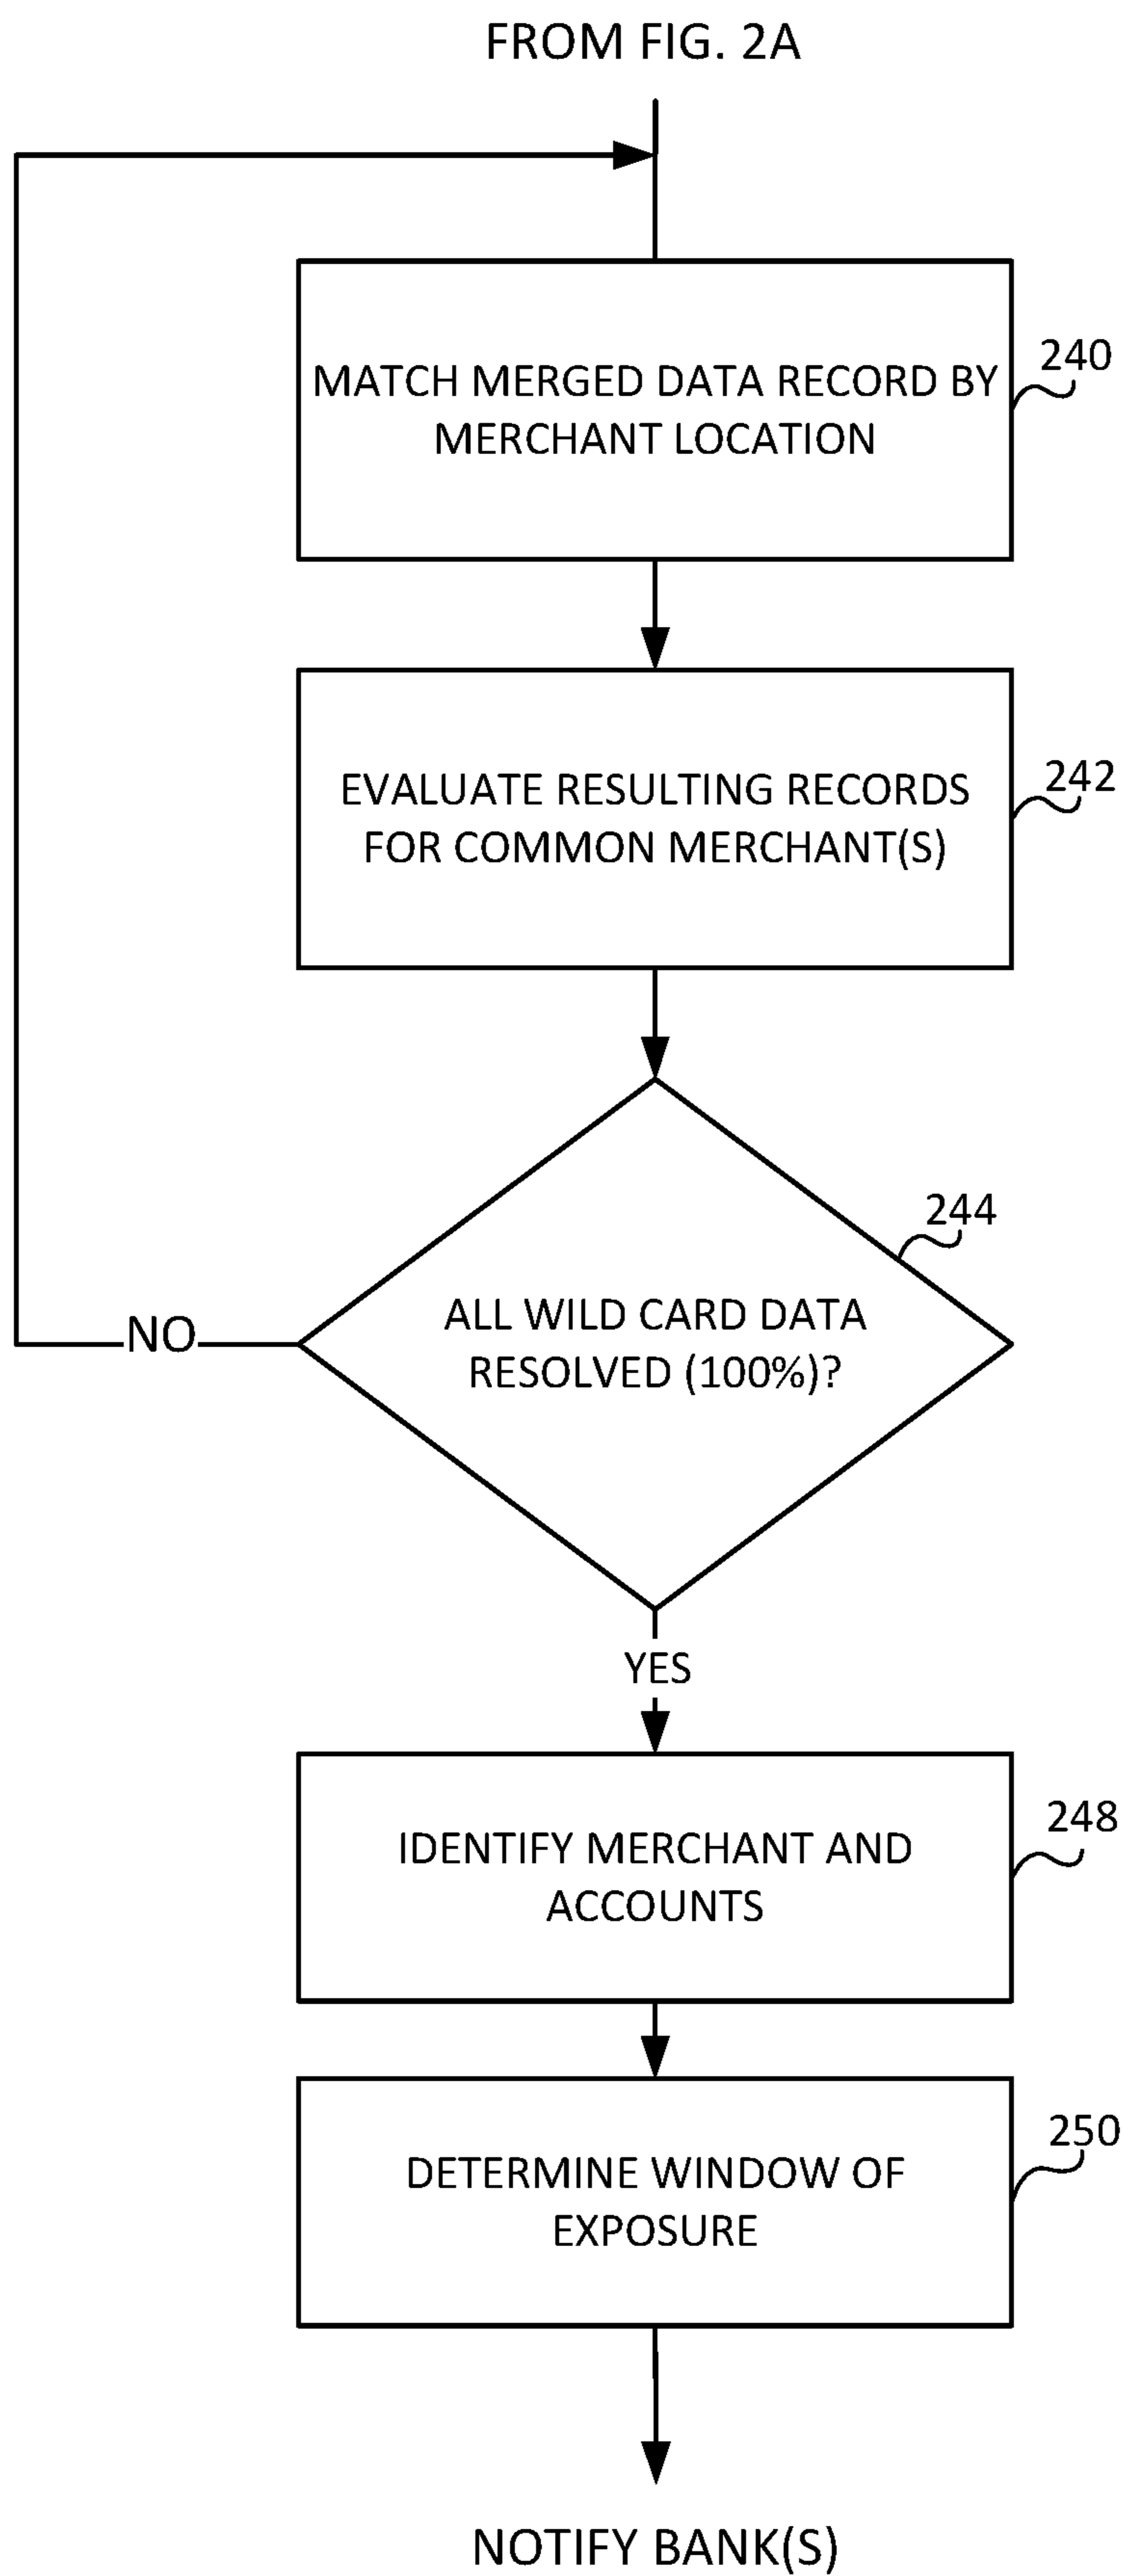 FROM FIG. 2A
MATCH MERGED DATA RECORD BY
MERCHANT LOCATION
240
EVALUATE RESULTING RECORDS
FOR COMMON MERCHANT(S)
242
244
ALL WILD CARD DATA
RESOLVED (100%)?
NO
YES
IDENTIFY MERCHANT AND
ACCOUNTS
248
DETERMINE WINDOW OF
EXPOSURE
250
NOTIFY BANK(S)